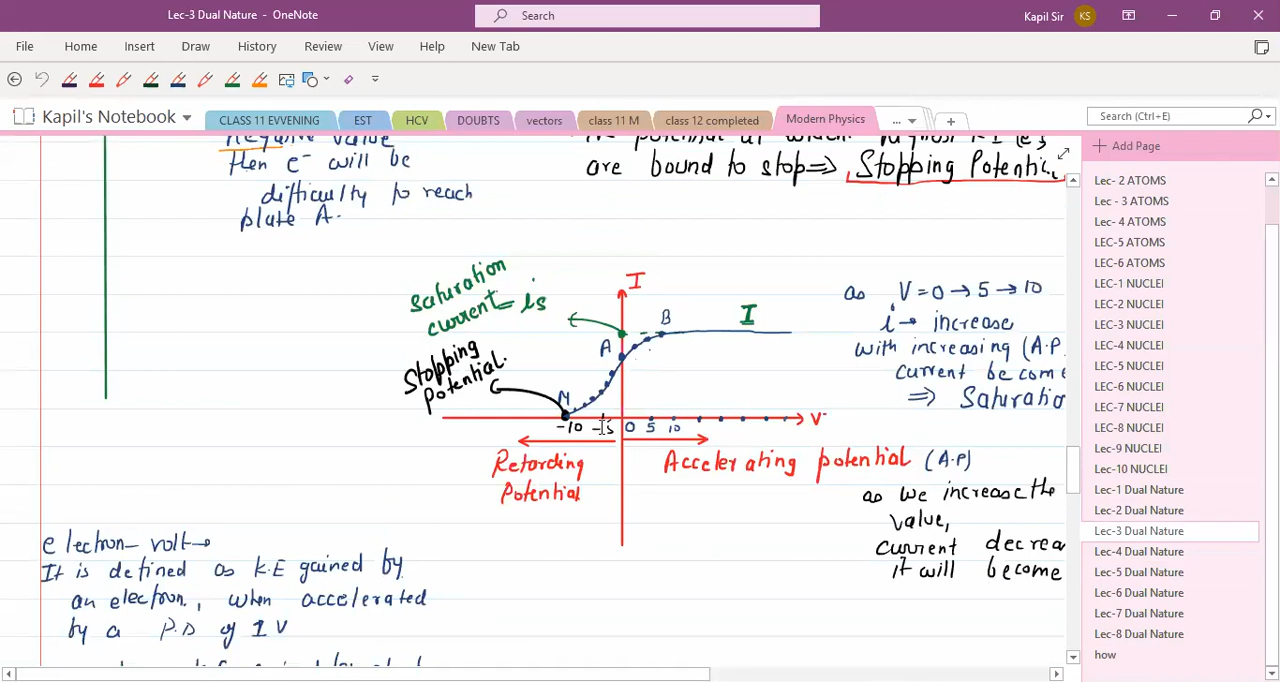 Lec-3 Dual Nature - OneNote
Search
Kapil Sir
KS
File Home Insert Draw History Review View Help New Tab
Kapil's Notebook
CLASS 11 EVVENING
EST
HCV
DOUBTS
vectors
class 11 M
class 12 completed
Modern Physics
...
Search (Ctrl+E)
Add Page
value
then e- will be
difficulty to reach
plate A.
potential at which
are bound to stop⇒ Stopping Potenti
saturation
current = is
Stopping
Potential.
I
A
B
I
M
V
-10 -5 0 5 10
Retarding
Potential
Accelerating potential (A.P)
as V=0→5→10
i→ increase
with increasing (A.P.
current become
⇒ Saturatio
as we increase the
value,
current decrea
it will become
electron-volt→
It is defined as K.E gained by
an electron, when accelerated
by a P.D of 1 V
Lec- 2 ATOMS
Lec - 3 ATOMS
Lec- 4 ATOMS
LEC-5 ATOMS
LEC-6 ATOMS
LEC-1 NUCLEI
LEC-2 NUCLEI
LEC-3 NUCLEI
LEC-4 NUCLEI
LEC-5 NUCLEI
LEC-6 NUCLEI
LEC-7 NUCLEI
LEC-8 NUCLEI
Lec-9 NUCLEI
Lec-10 NUCLEI
Lec-1 Dual Nature
Lec-2 Dual Nature
Lec-3 Dual Nature
Lec-4 Dual Nature
Lec-5 Dual Nature
Lec-6 Dual Nature
Lec-7 Dual Nature
Lec-8 Dual Nature
how